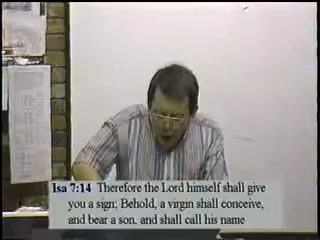 Isa 7:14 Therefore the Lord himself shall give
you a sign; Behold, a virgin shall conceive,
and bear a son. and shall call his name